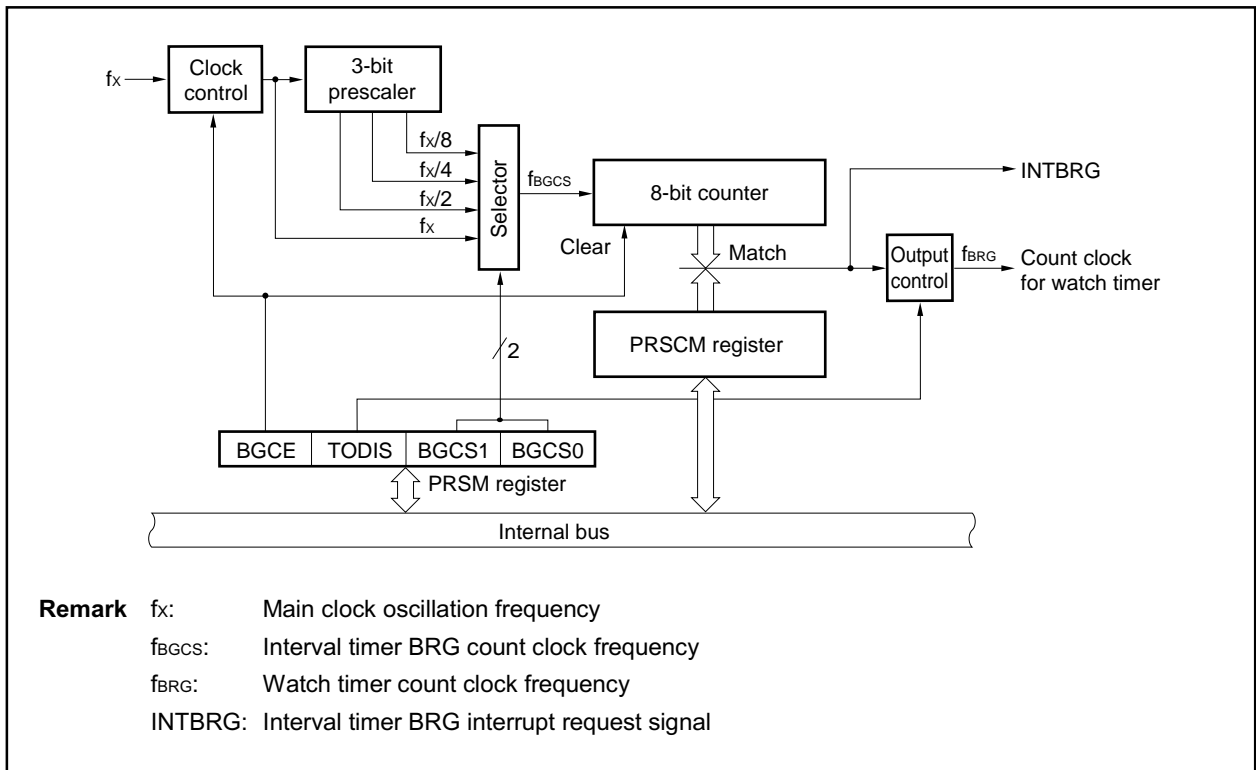 fx
Clock control
3-bit prescaler
fx/8
fx/4
fx/2
fx
Selector
fBGCS
8-bit counter
Clear
Match
INTBRG
Output control
fBRG
Count clock for watch timer
PRSCM register
2
BGCE TODIS BGCS1 BGCS0
PRSM register
Internal bus
Remark fx: Main clock oscillation frequency
fBGCS: Interval timer BRG count clock frequency
fBRG: Watch timer count clock frequency
INTBRG: Interval timer BRG interrupt request signal